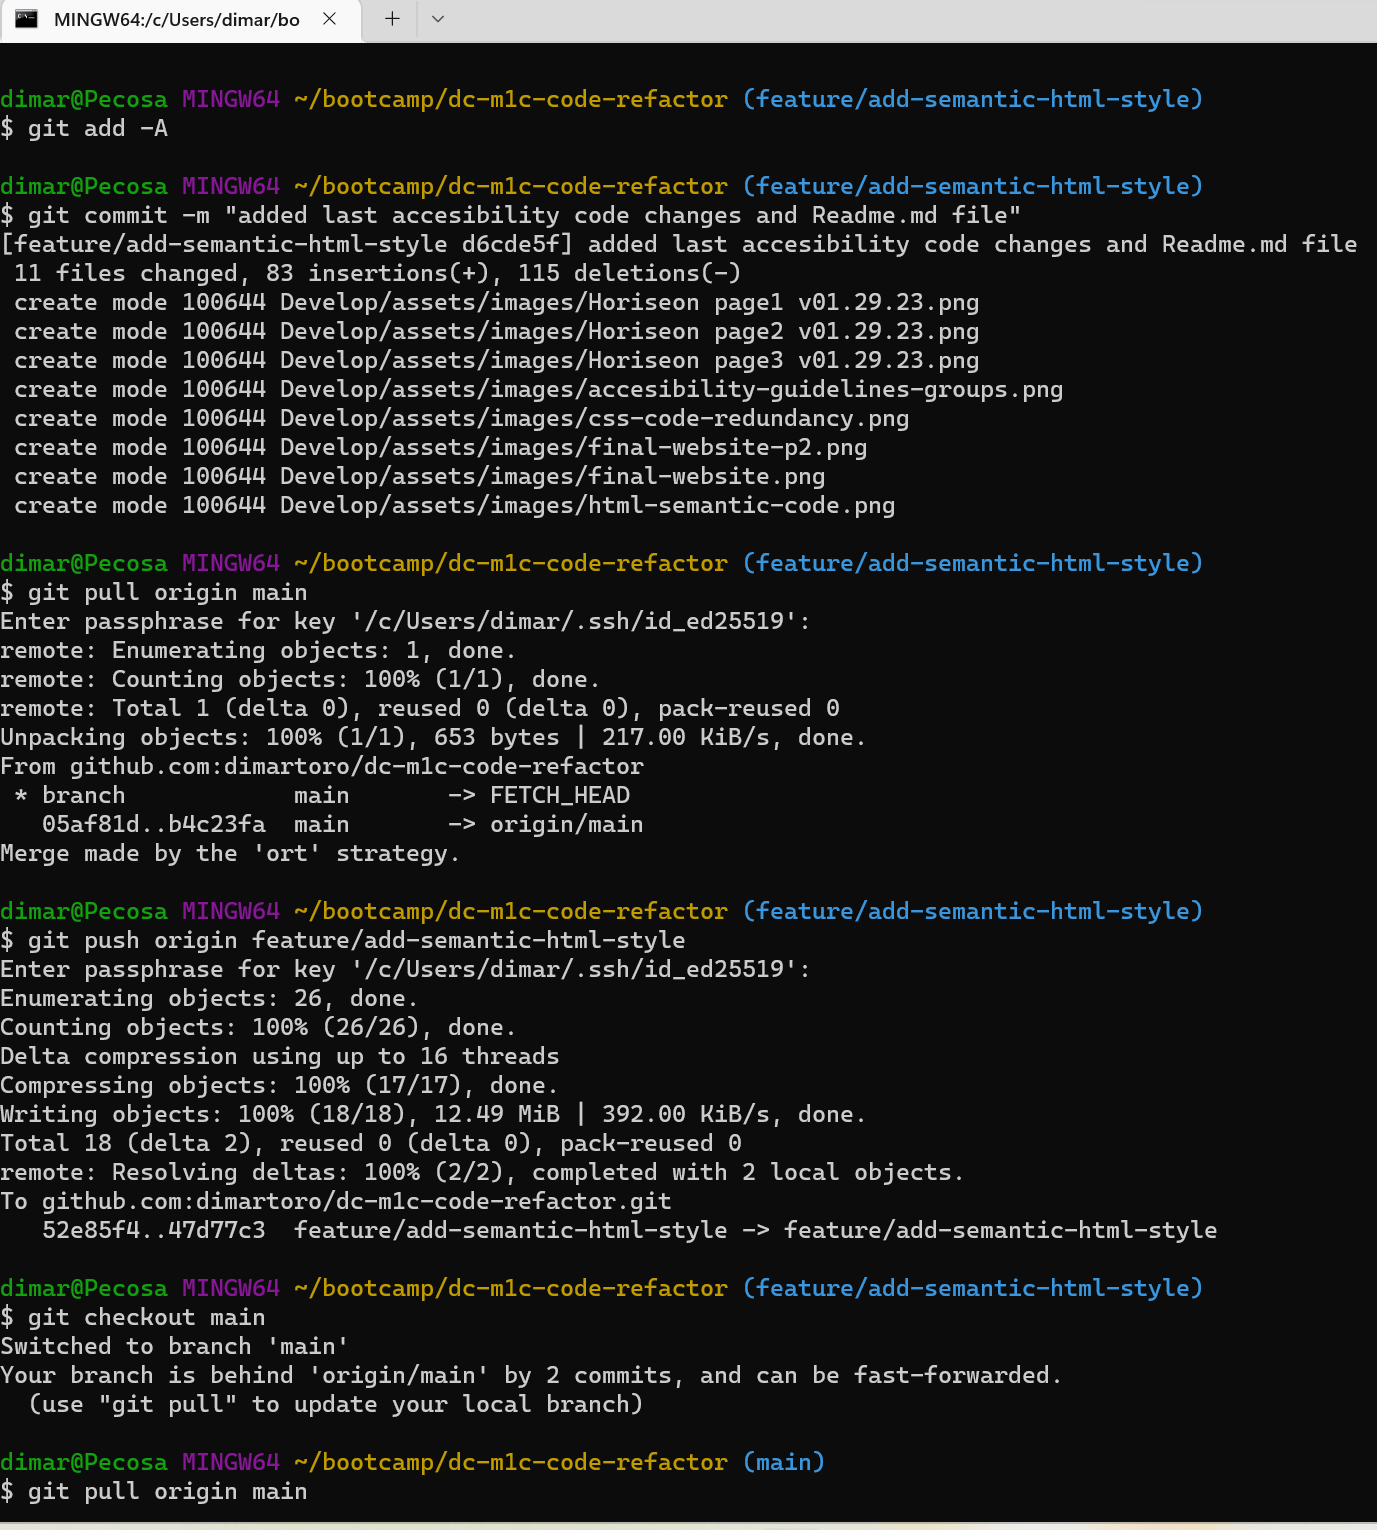 MINGW64:/c/Users/dimar/bo
dimar@Pecosa MINGW64 ~/bootcamp/dc-m1c-code-refactor (feature/add-semantic-html-style)
$ git add -A
dimar@Pecosa MINGW64 ~/bootcamp/dc-m1c-code-refactor (feature/add-semantic-html-style)
$ git commit -m "added last accesibility code changes and Readme.md file"
[feature/add-semantic-html-style d6cde5f] added last accesibility code changes and Readme.md file
 11 files changed, 83 insertions(+), 115 deletions(-)
 create mode 100644 Develop/assets/images/Horiseon page1 v01.29.23.png
 create mode 100644 Develop/assets/images/Horiseon page2 v01.29.23.png
 create mode 100644 Develop/assets/images/Horiseon page3 v01.29.23.png
 create mode 100644 Develop/assets/images/accesibility-guidelines-groups.png
 create mode 100644 Develop/assets/images/css-code-redundancy.png
 create mode 100644 Develop/assets/images/final-website-p2.png
 create mode 100644 Develop/assets/images/final-website.png
 create mode 100644 Develop/assets/images/html-semantic-code.png
dimar@Pecosa MINGW64 ~/bootcamp/dc-m1c-code-refactor (feature/add-semantic-html-style)
$ git pull origin main
Enter passphrase for key '/c/Users/dimar/.ssh/id_ed25519':
remote: Enumerating objects: 1, done.
remote: Counting objects: 100% (1/1), done.
remote: Total 1 (delta 0), reused 0 (delta 0), pack-reused 0
Unpacking objects: 100% (1/1), 653 bytes | 217.00 KiB/s, done.
From github.com:dimartoro/dc-m1c-code-refactor
 * branch            main       -> FETCH_HEAD
   05af81d..b4c23fa  main       -> origin/main
Merge made by the 'ort' strategy.
dimar@Pecosa MINGW64 ~/bootcamp/dc-m1c-code-refactor (feature/add-semantic-html-style)
$ git push origin feature/add-semantic-html-style
Enter passphrase for key '/c/Users/dimar/.ssh/id_ed25519':
Enumerating objects: 26, done.
Counting objects: 100% (26/26), done.
Delta compression using up to 16 threads
Compressing objects: 100% (17/17), done.
Writing objects: 100% (18/18), 12.49 MiB | 392.00 KiB/s, done.
Total 18 (delta 2), reused 0 (delta 0), pack-reused 0
remote: Resolving deltas: 100% (2/2), completed with 2 local objects.
To github.com:dimartoro/dc-m1c-code-refactor.git
   52e85f4..47d77c3  feature/add-semantic-html-style -> feature/add-semantic-html-style
dimar@Pecosa MINGW64 ~/bootcamp/dc-m1c-code-refactor (feature/add-semantic-html-style)
$ git checkout main
Switched to branch 'main'
Your branch is behind 'origin/main' by 2 commits, and can be fast-forwarded.
  (use "git pull" to update your local branch)
dimar@Pecosa MINGW64 ~/bootcamp/dc-m1c-code-refactor (main)
$ git pull origin main